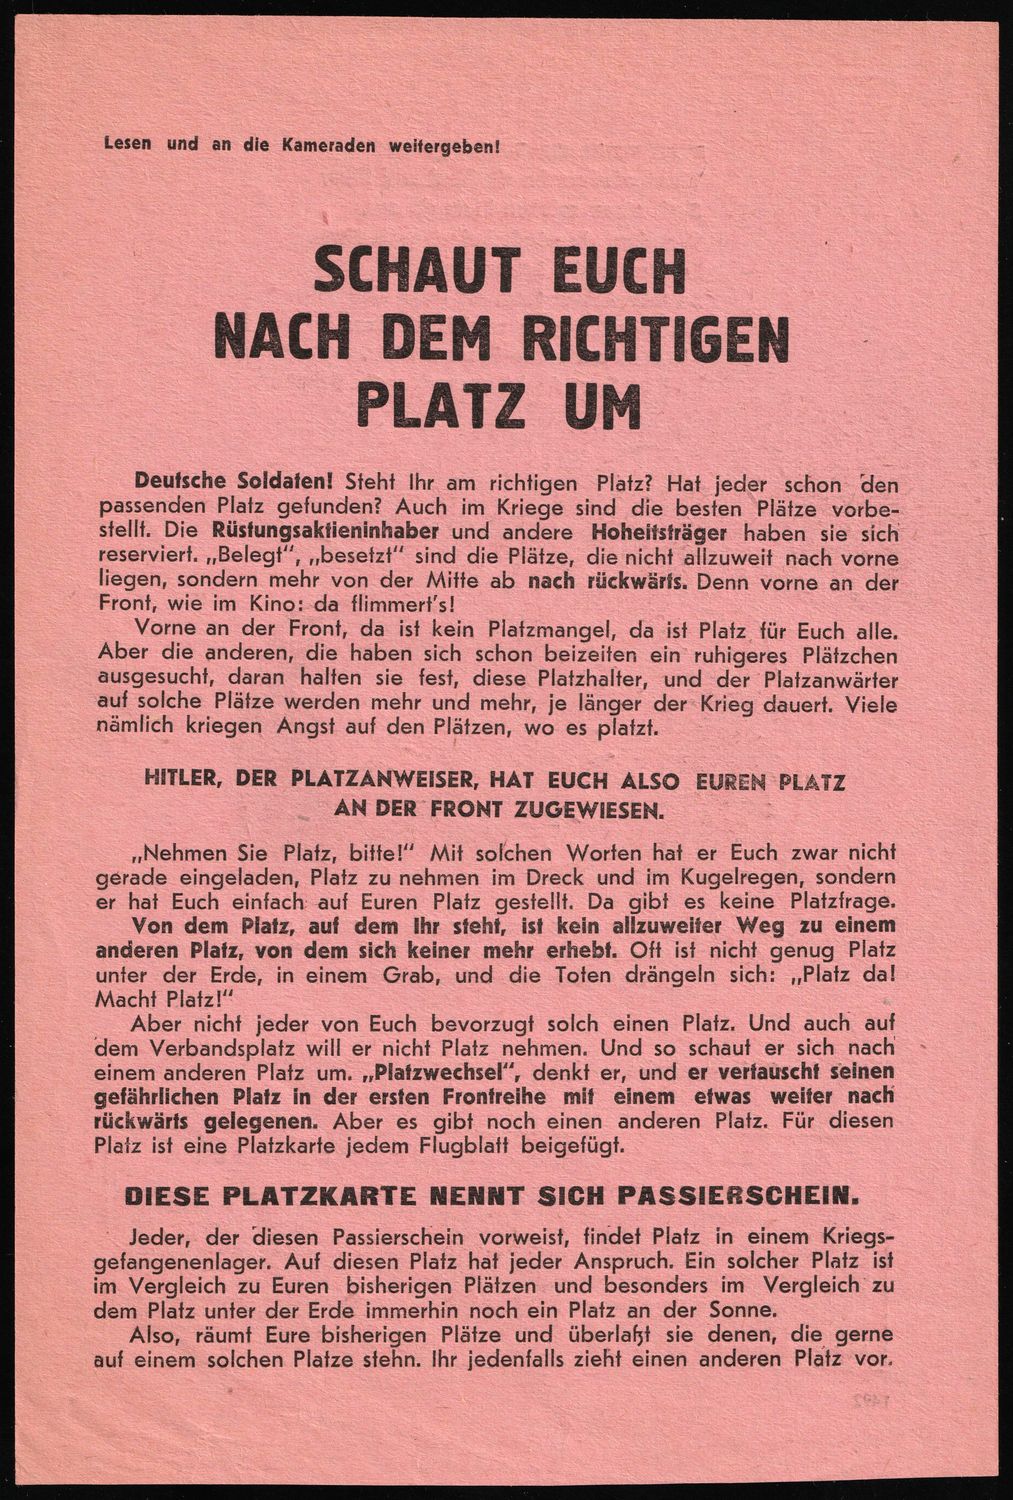 Lesen und an die Kameraden weitergeben!
SCHAUT EUCH
NACH DEM RICHTIGEN
PLATZ UM
Deutsche Soldaten! Steht Ihr am richtigen Platz? Hat jeder schon den
passenden Platz gefunden? Auch im Kriege sind die besten Plätze vorbe-
stellt. Die Rüstungsaktieninhaber und andere Hoheitsträger haben sie sich
reserviert. „Belegt“, „besetzt“ sind die Plätze, die nicht allzuweit nach vorne
liegen, sondern mehr von der Mitte ab nach rückwärts. Denn vorne an der
Front, wie im Kino: da flimmert's!
Vorne an der Front, da ist kein Platzmangel, da ist Platz für Euch alle.
Aber die anderen, die haben sich schon beizeiten ein ruhigeres Plätzchen
ausgesucht, daran halten sie fest, diese Platzhalter, und der Platzanwärter
auf solche Plätze werden mehr und mehr, je länger der Krieg dauert. Viele
nämlich kriegen Angst auf den Plätzen, wo es platzt.
HITLER, DER PLATZANWEISER, HAT EUCH ALSO EUREN PLATZ
AN DER FRONT ZUGEWIESEN.
„Nehmen Sie Platz, bitte!“ Mit solchen Worten hat er Euch zwar nicht
gerade eingeladen, Platz zu nehmen im Dreck und im Kugelregen, sondern
er hat Euch einfach auf Euren Platz gestellt. Da gibt es keine Platzfrage.
Von dem Platz, auf dem Ihr steht, ist kein allzuweiter Weg zu einem
anderen Platz, von dem sich keiner mehr erhebt. Oft ist nicht genug Platz
unter der Erde, in einem Grab, und die Toten drängeln sich: „Platz da!
Macht Platz!“
Aber nicht jeder von Euch bevorzugt solch einen Platz. Und auch auf
dem Verbandsplatz will er nicht Platz nehmen. Und so schaut er sich nach
einem anderen Platz um. „Platzwechsel“, denkt er, und er vertauscht seinen
gefährlichen Platz in der ersten Frontreihe mit einem etwas weiter nach
rückwärts gelegenen. Aber es gibt noch einen anderen Platz. Für diesen
Platz ist eine Platzkarte jedem Flugblatt beigefügt.
DIESE PLATZKARTE NENNT SICH PASSIERSCHEIN.
Jeder, der diesen Passierschein vorweist, findet Platz in einem Kriegs-
gefangenenlager. Auf diesen Platz hat jeder Anspruch. Ein solcher Platz ist
im Vergleich zu Euren bisherigen Plätzen und besonders im Vergleich zu
dem Platz unter der Erde immerhin noch ein Platz an der Sonne.
Also, räumt Eure bisherigen Plätze und überlaßt sie denen, die gerne
auf einem solchen Platze stehn. Ihr jedenfalls zieht einen anderen Platz vor.